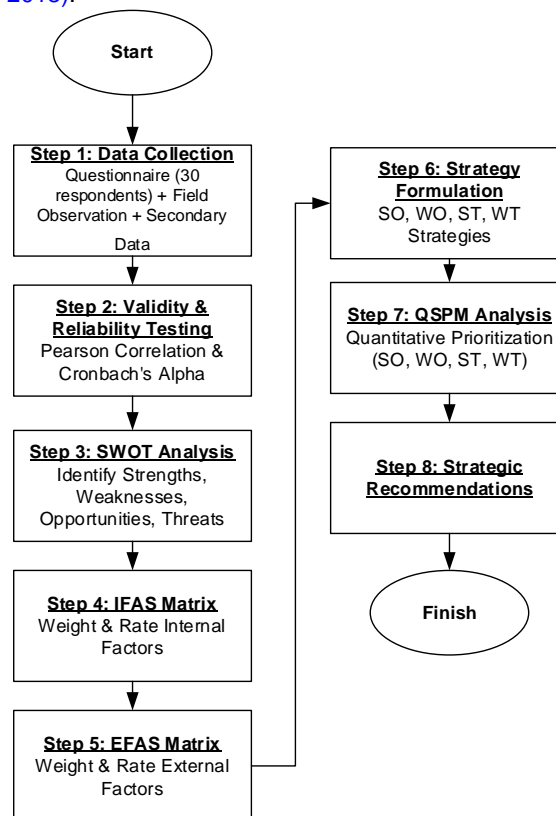 2018).
Start
Step 1: Data Collection
Questionnaire (30
respondents) + Field
Observation + Secondary
Data
Step 2: Validity &
Reliability Testing
Pearson Correlation &
Cronbach's Alpha
Step 3: SWOT Analysis
Identify Strengths,
Weaknesses,
Opportunities, Threats
Step 4: IFAS Matrix
Weight & Rate Internal
Factors
Step 5: EFAS Matrix
Weight & Rate External
Factors
Step 6: Strategy
Formulation
SO, WO, ST, WT
Strategies
Step 7: QSPM Analysis
Quantitative Prioritization
(SO, WO, ST, WT)
Step 8: Strategic
Recommendations
Finish